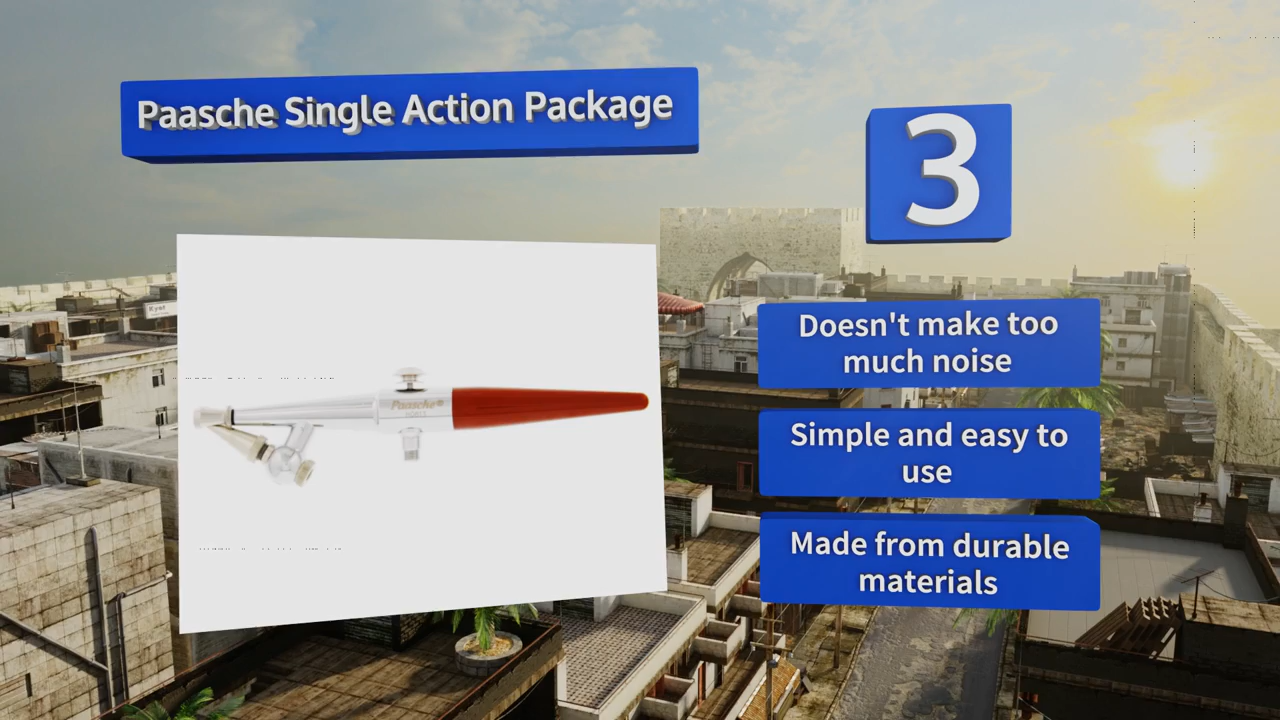 Paasche Single Action Package
3
Doesn't make too
much noise
Simple and easy to
use
Made from durable
materials
Paasche®